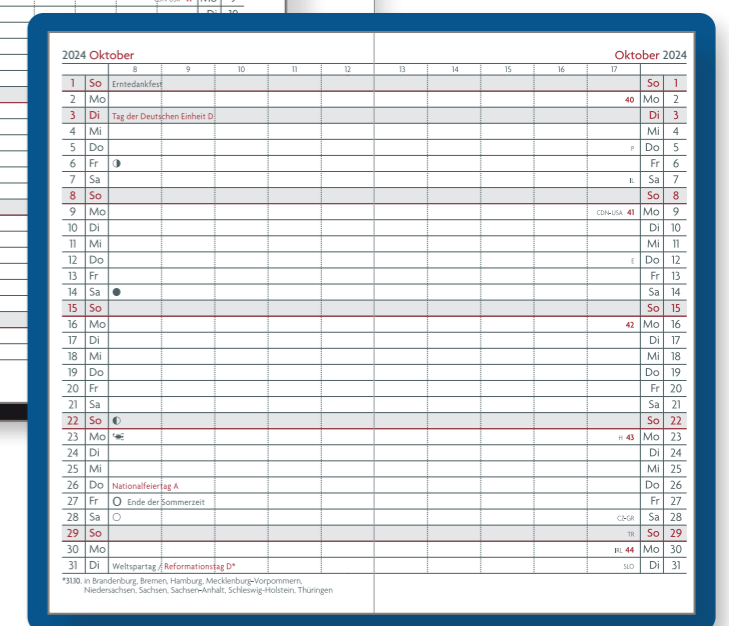 Mo 9
Di 10
2024 Oktober Oktober 2024
8 9 10 11 12 13 14 15 16 17
1 So Erntedankfest So 1
2 Mo 40 Mo 2
3 Di Tag der Deutschen Einheit D Di 3
4 Mi Mi 4
5 Do P Do 5
6 Fr Fr 6
7 Sa IL Sa 7
8 So So 8
9 Mo CDN-USA 41 Mo 9
10 Di Di 10
11 Mi Mi 11
12 Do E Do 12
13 Fr Fr 13
14 Sa Sa 14
15 So So 15
16 Mo 42 Mo 16
17 Di Di 17
18 Mi Mi 18
19 Do Do 19
20 Fr Fr 20
21 Sa Sa 21
22 So So 22
23 Mo H 43 Mo 23
24 Di Di 24
25 Mi Mi 25
26 Do Nationalfeiertag A Do 26
27 Fr Ende der Sommerzeit Fr 27
28 Sa CZ-GR Sa 28
29 So TR So 29
30 Mo IRL 44 Mo 30
31 Di Weltspartag / Reformationstag D* SLO Di 31
*31.10. in Brandenburg, Bremen, Hamburg, Mecklenburg-Vorpommern,
Niedersachsen, Sachsen, Sachsen-Anhalt, Schleswig-Holstein, Thüringen